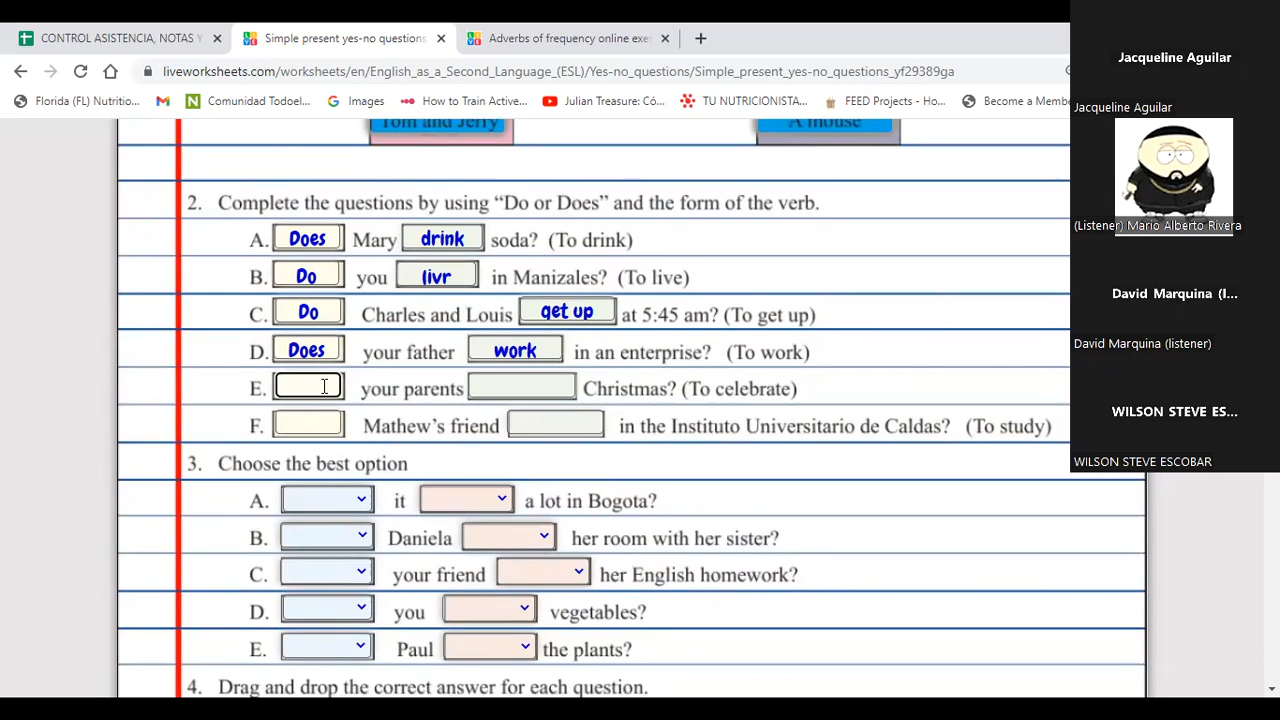 CONTROL ASISTENCIA, NOTAS Y
Simple present yes-no questions
Adverbs of frequency online exe
liveworksheets.com/worksheets/en/English_as_a_Second_Language_(ESL)/Yes-no_questions/Simple_present_yes-no_questions_yf29389ga
Florida (FL) Nutritio...
Comunidad Todoel...
Images
How to Train Active...
Julian Treasure: Có...
TU NUTRICIONISTA...
FEED Projects - Ho...
Become a Membe
Tom and Jerry
A mouse
2. Complete the questions by using “Do or Does” and the form of the verb.
A. Does Mary drink soda? (To drink)
B. Do you livr in Manizales? (To live)
C. Do Charles and Louis get up at 5:45 am? (To get up)
D. Does your father work in an enterprise? (To work)
E. your parents Christmas? (To celebrate)
F. Mathew’s friend in the Instituto Universitario de Caldas? (To study)
3. Choose the best option
A. it a lot in Bogota?
B. Daniela her room with her sister?
C. your friend her English homework?
D. you vegetables?
E. Paul the plants?
4. Drag and drop the correct answer for each question.
Jacqueline Aguilar
Jacqueline Aguilar
(Listener) Mario Alberto Rivera
David Marquina (l...
David Marquina (listener)
WILSON STEVE ES...
WILSON STEVE ESCOBAR